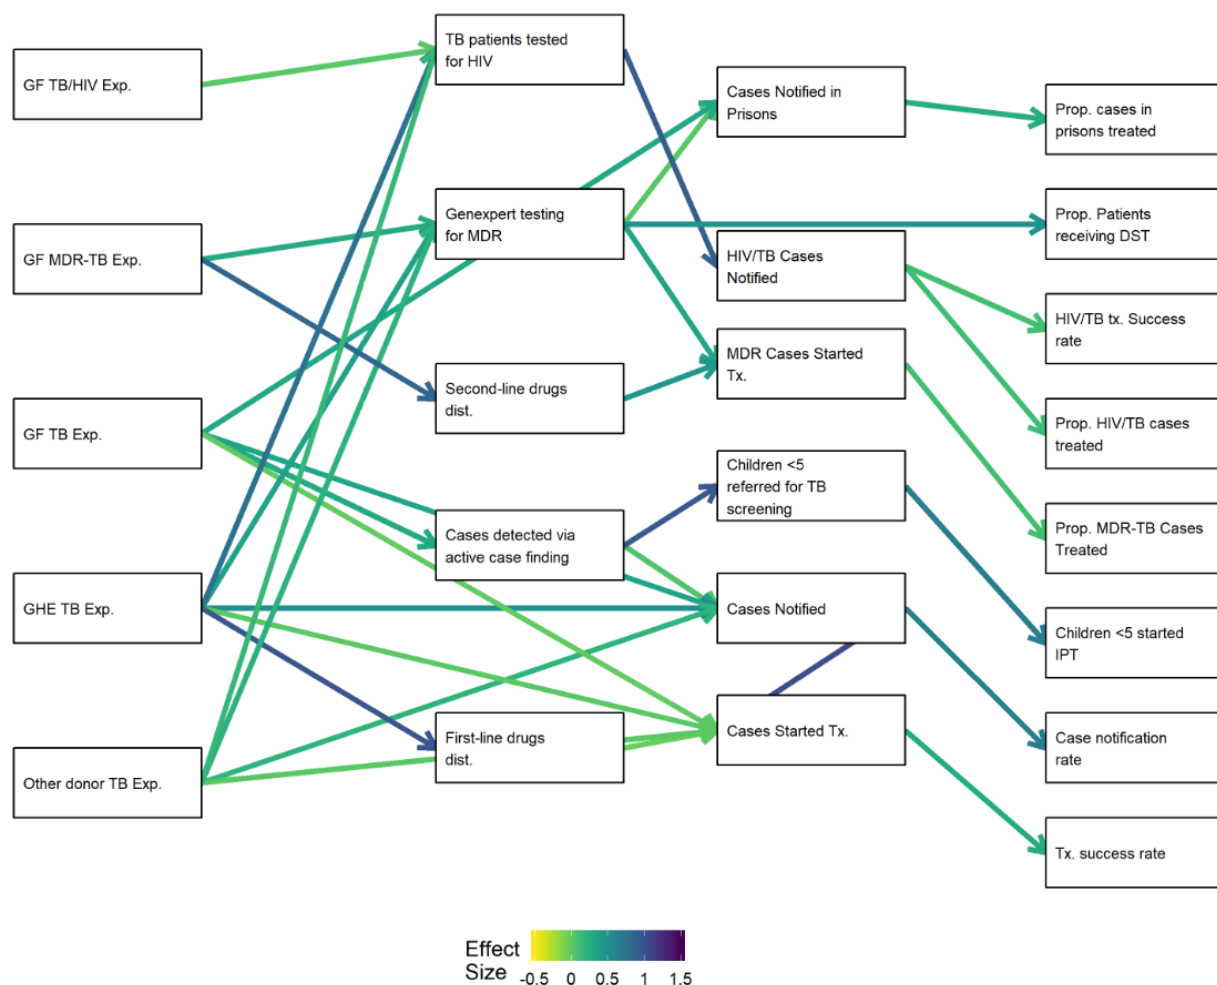 GF TB/HIV Exp.
GF MDR-TB Exp.
GF TB Exp.
GHE TB Exp.
Other donor TB Exp.
TB patients tested
for HIV
Genexpert testing
for MDR
Second-line drugs
dist.
Cases detected via
active case finding
First-line drugs
dist.
Cases Notified in
Prisons
HIV/TB Cases
Notified
MDR Cases Started
Tx.
Children <5
referred for TB
screening
Cases Notified
Cases Started Tx.
Prop. cases in
prisons treated
Prop. Patients
receiving DST
HIV/TB tx. Success
rate
Prop. HIV/TB cases
treated
Prop. MDR-TB Cases
Treated
Children <5 started
IPT
Case notification
rate
Tx. success rate
Effect
Size
-0.5 0 0.5 1 1.5